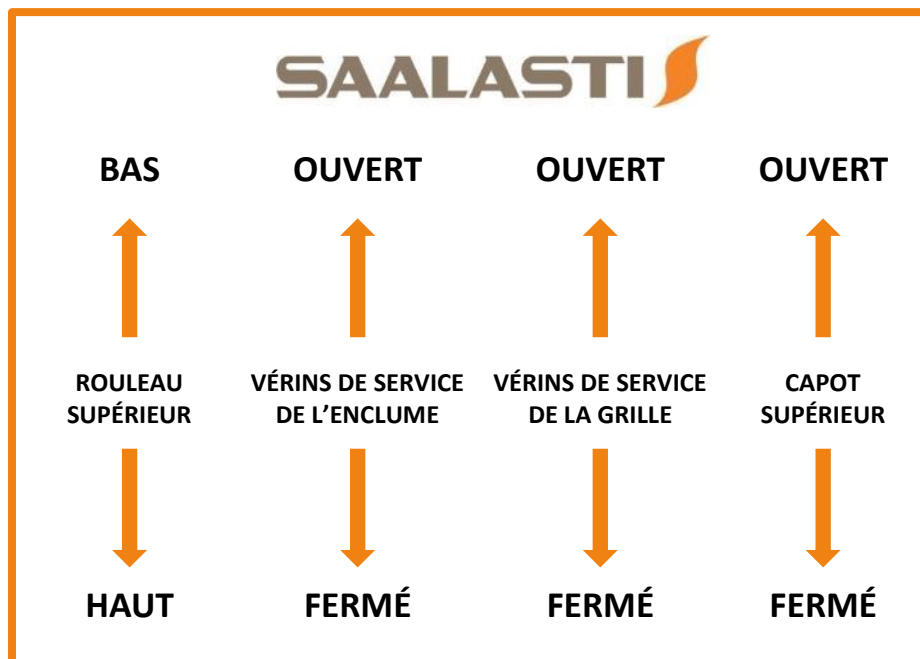 SAALASTI
BAS OUVERT OUVERT OUVERT
ROULEAU VÉRINS DE SERVICE VÉRINS DE SERVICE CAPOT
SUPÉRIEUR DE L’ENCLUME DE LA GRILLE SUPÉRIEUR
HAUT FERMÉ FERMÉ FERMÉ